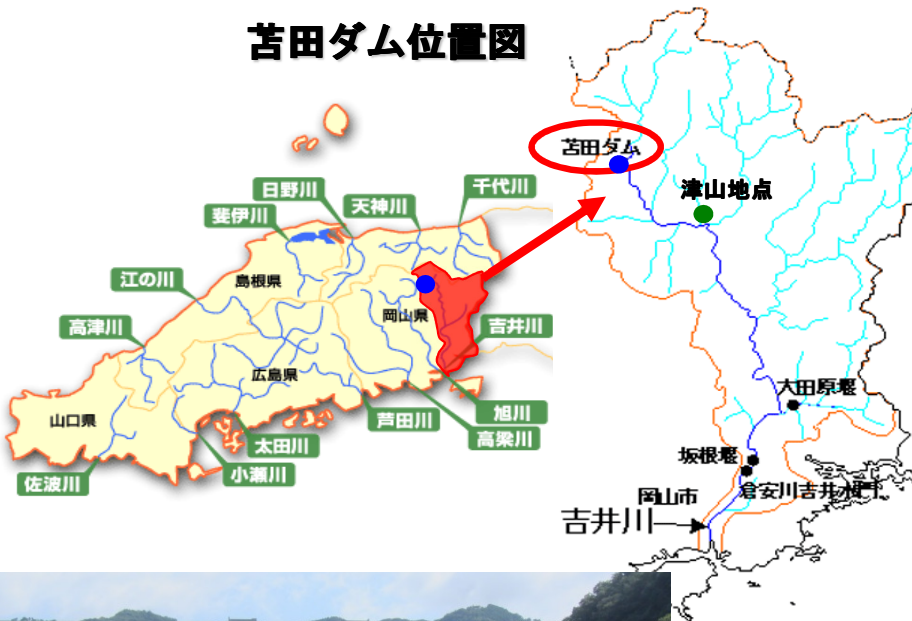 苫田ダム位置図
日野川
千代川
斐伊川
天神川
江の川
島根県
高津川
岡山県
吉井川
広島県
山口県
芦田川
旭川
太田川
高梁川
佐波川
小瀬川
苫田ダム
津山地点
大田原堰
坂根堰
倉安川吉井水門
岡山市
吉井川